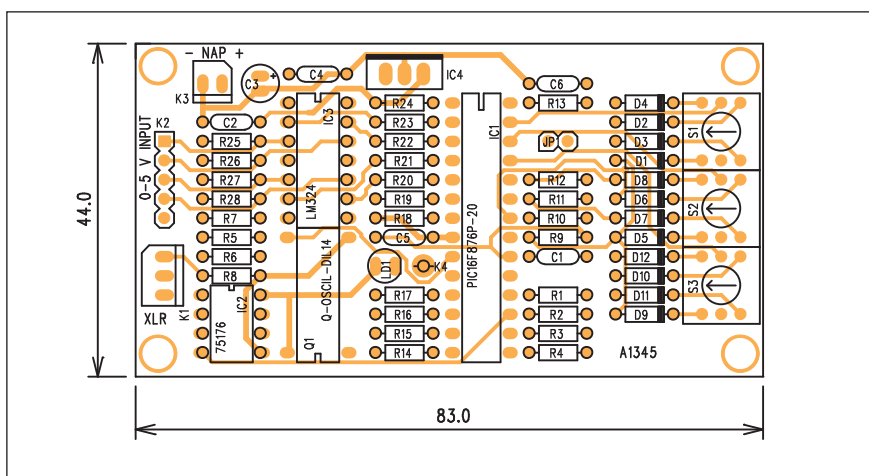 - NAP +
K3
C3
+
C4
IC4
C6
K2
C2
IC3
R24
IC1
R13
D4
S1
0-5 V INPUT
R25
R23
D2
R26
R22
JP
D3
R27
R21
D1
R28
LM324
R20
R12
D8
S2
R7
R19
R11
D6
R5
R18
R10
D7
R6
Q-OSCIL-DIL14
C5
PIC16F876P-20
R9
D5
R8
LD1
K4
C1
D12
S3
XLR
K1
IC2
75176
D10
R17
R1
D11
R16
R2
D9
Q1
R15
R3
R14
R4
A1345
44.0
83.0